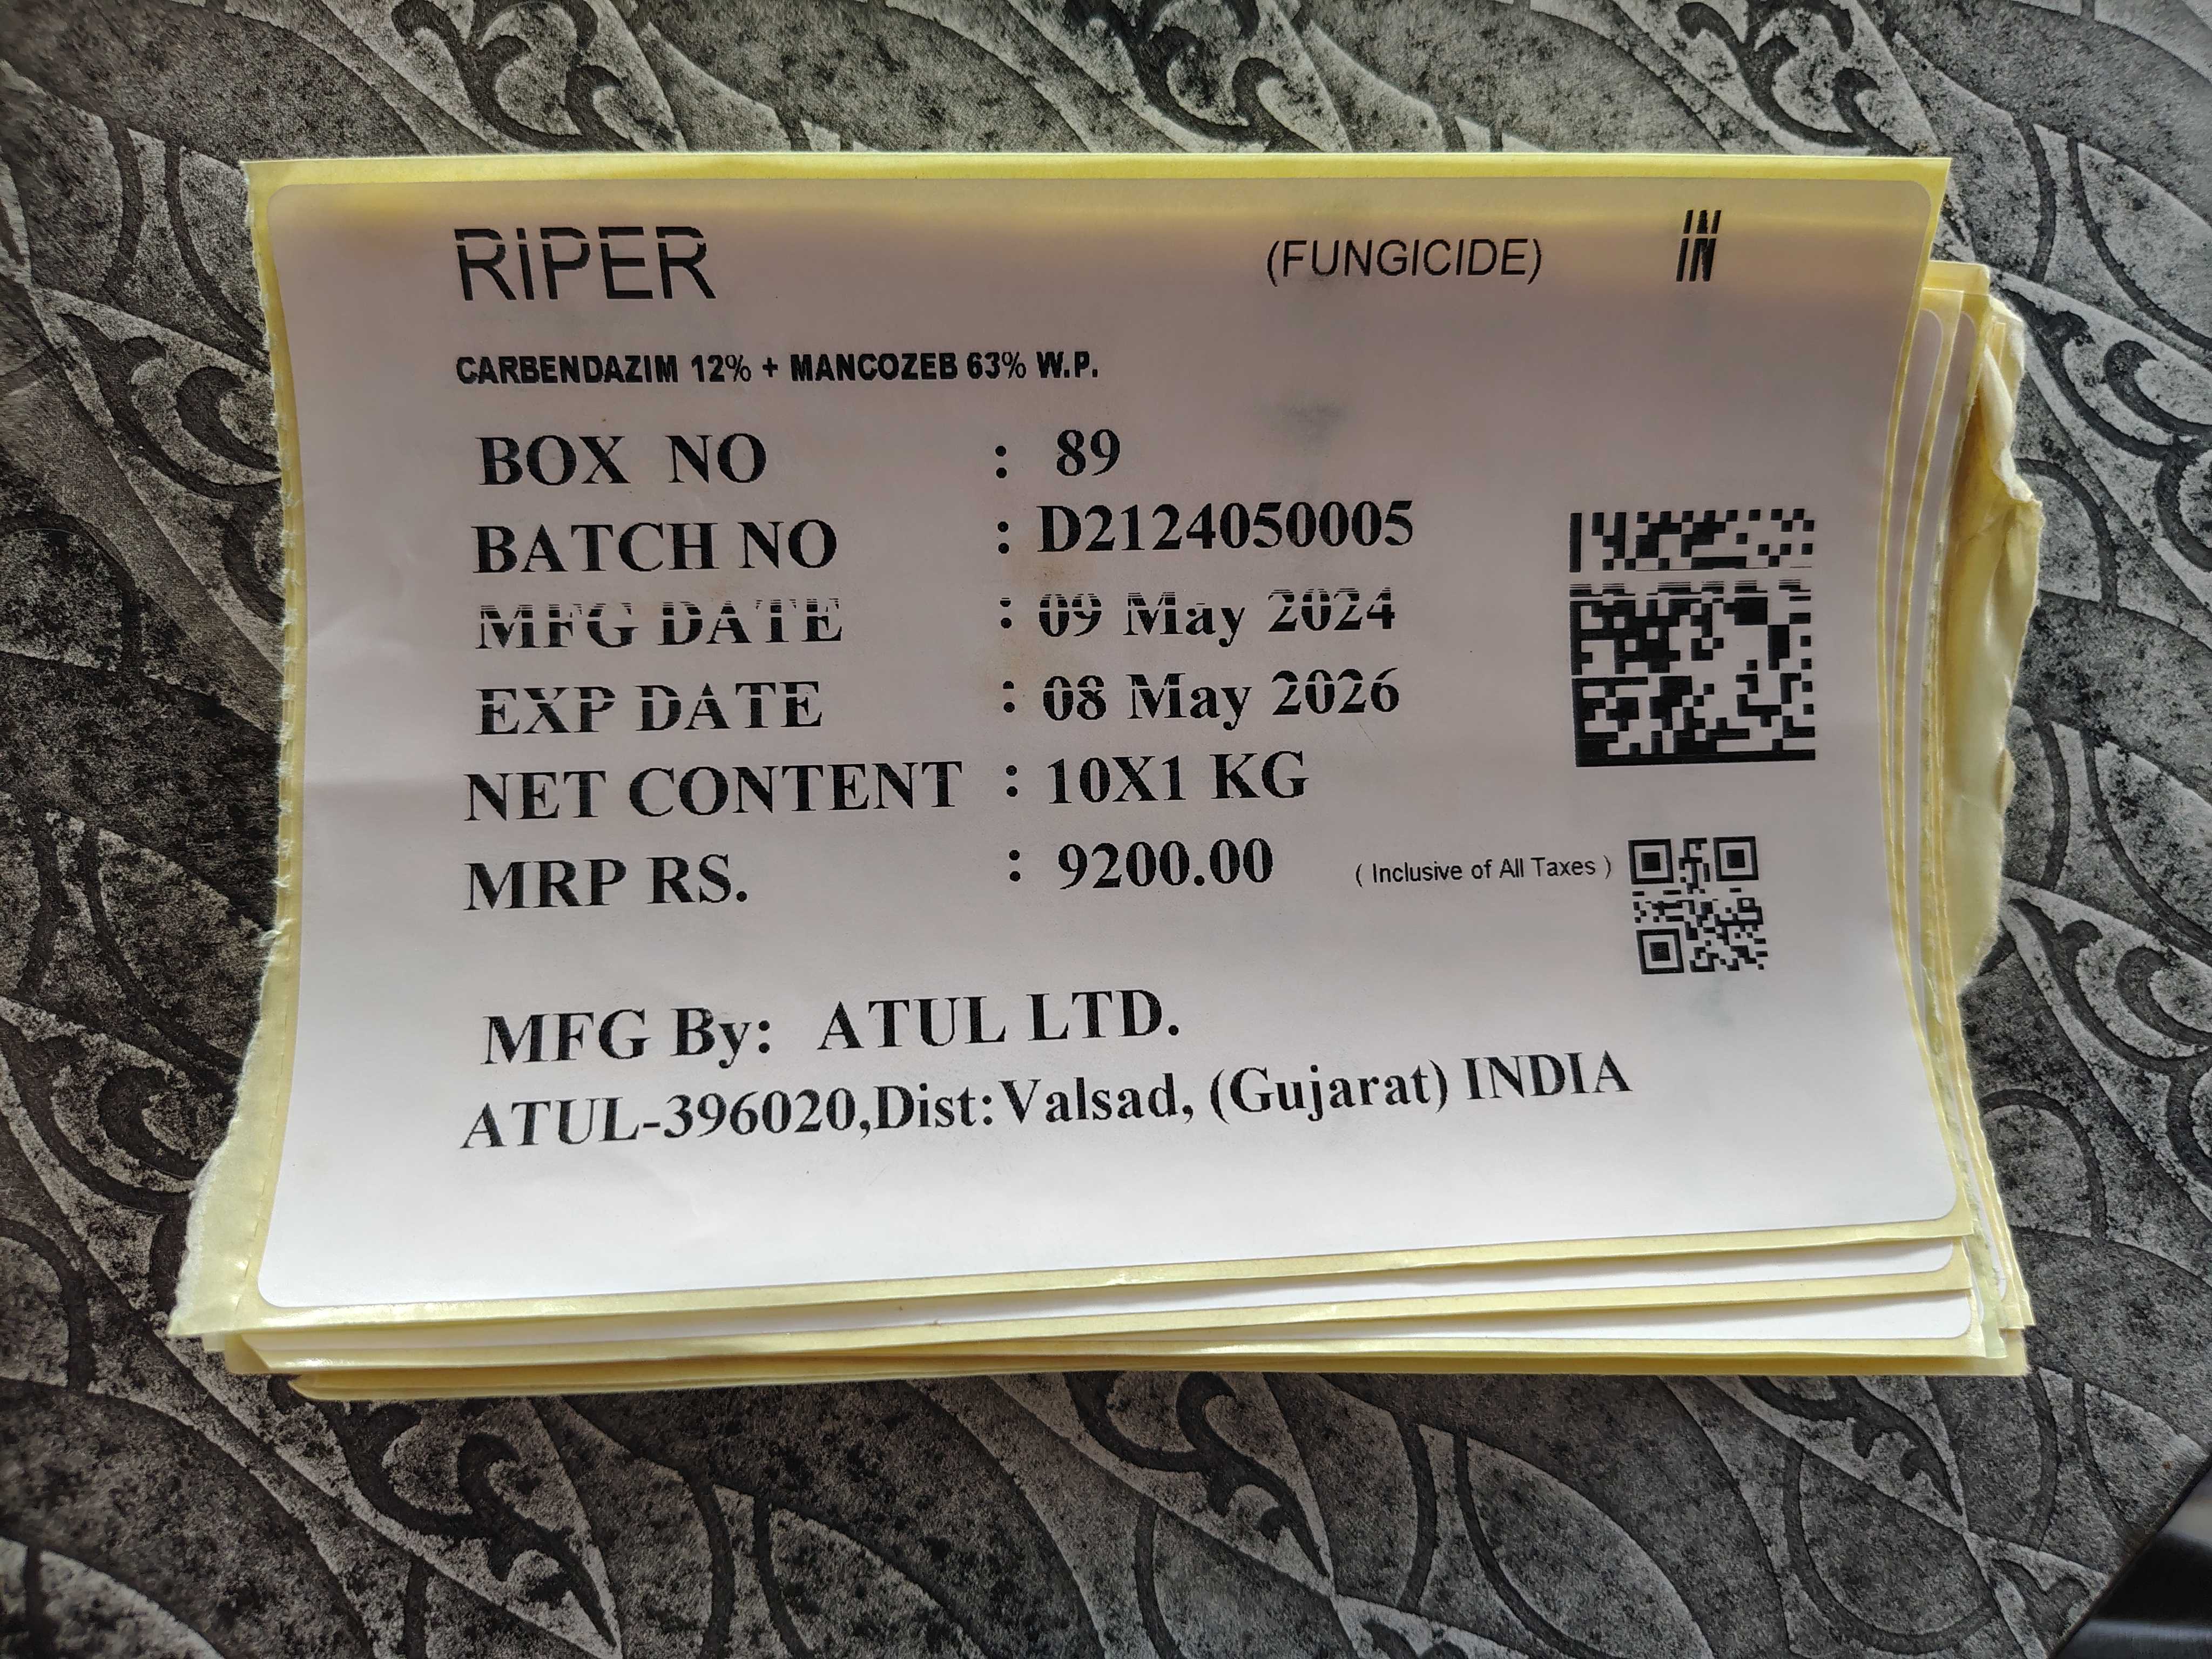 RiPER (FUNGICIDE) IN
CARBENDAZIM 12% + MANCOZEB 63% W.P.
BOX NO : 89
BATCH NO : D2124050005
MFG DATE : 09 May 2024
EXP DATE : 08 May 2026
NET CONTENT : 10X1 KG
MRP RS. : 9200.00 ( Inclusive of All Taxes )
MFG By: ATUL LTD.
ATUL-396020,Dist:Valsad, (Gujarat) INDIA